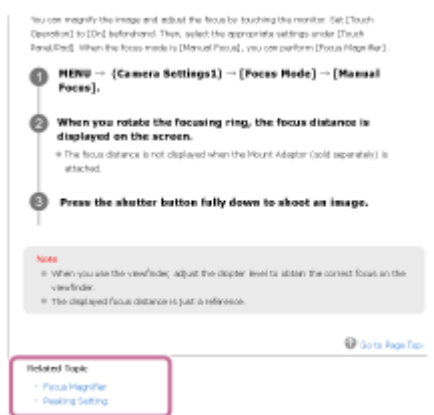 You can magnify the image and adjust the focus by touching the monitor. Set [Touch
Operation] to [On] beforehand. Then, select the appropriate settings under [Touch
Panel/Pad]. When the focus mode is [Manual Focus], you can perform [Focus Magnifier].
1 MENU → (Camera Settings1) → [Focus Mode] → [Manual
Focus].
2 When you rotate the focusing ring, the focus distance is
displayed on the screen.
The focus distance is not displayed when the Mount Adaptor (sold separately) is
attached.
3 Press the shutter button fully down to shoot an image.
Note
When you use the viewfinder, adjust the diopter level to obtain the correct focus on the
viewfinder.
The displayed focus distance is just a reference.
Go to Page Top
Related Topic
Focus Magnifier
Peaking Setting